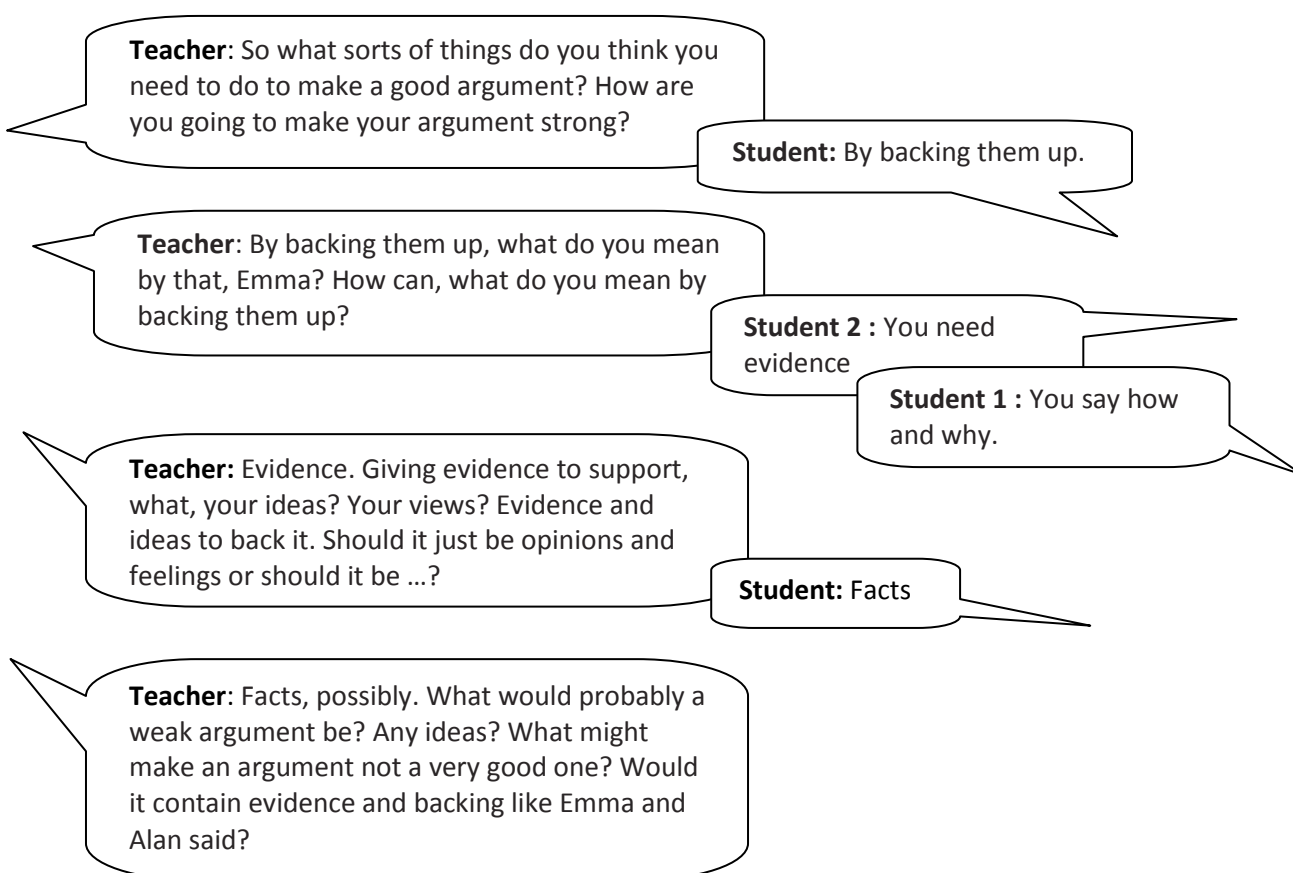 Teacher: So what sorts of things do you think you
need to do to make a good argument? How are
you going to make your argument strong?
Student: By backing them up.
Teacher: By backing them up, what do you mean
by that, Emma? How can, what do you mean by
backing them up?
Student 2 : You need
evidence
Student 1 : You say how
and why.
Teacher: Evidence. Giving evidence to support,
what, your ideas? Your views? Evidence and
ideas to back it. Should it just be opinions and
feelings or should it be …?
Student: Facts
Teacher: Facts, possibly. What would probably a
weak argument be? Any ideas? What might
make an argument not a very good one? Would
it contain evidence and backing like Emma and
Alan said?